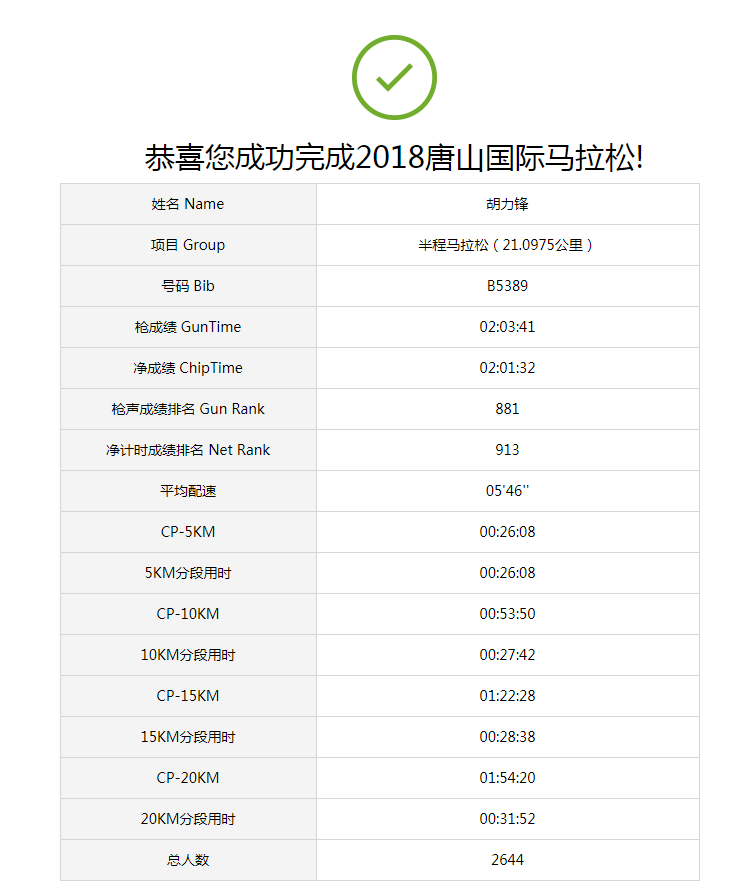 恭喜您成功完成2018唐山国际马拉松!
姓名 Name 胡力锋
项目 Group 半程马拉松（21.0975公里）
号码 Bib B5389
枪成绩 GunTime 02:03:41
净成绩 ChipTime 02:01:32
枪声成绩排名 Gun Rank 881
净计时成绩排名 Net Rank 913
平均配速 05'46''
CP-5KM 00:26:08
5KM分段用时 00:26:08
CP-10KM 00:53:50
10KM分段用时 00:27:42
CP-15KM 01:22:28
15KM分段用时 00:28:38
CP-20KM 01:54:20
20KM分段用时 00:31:52
总人数 2644